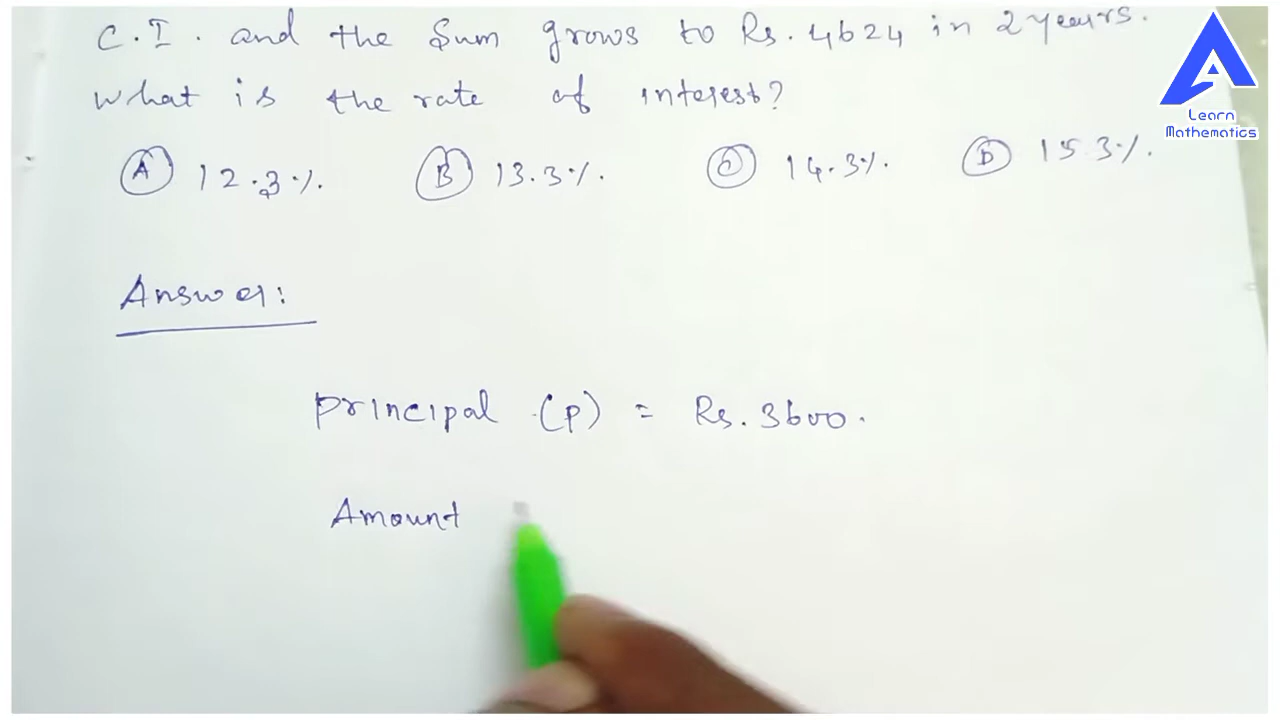 C.I. and the Sum grows to Rs. 4624 in 2 years.
What is the rate of interest?
(A) 12.3%. (B) 13.3%. (C) 14.3%. (D) 15.3%.
Answer:
Principal (P) = Rs. 3600.
Amount
Learn
Mathematics